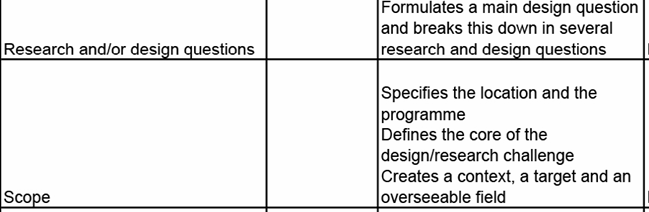 Formulates a main design question
and breaks this down in several
Research and/or design questions
research and design questions
Specifies the location and the
programme
Defines the core of the
design/research challenge
Creates a context, a target and an
Scope
overseeable field